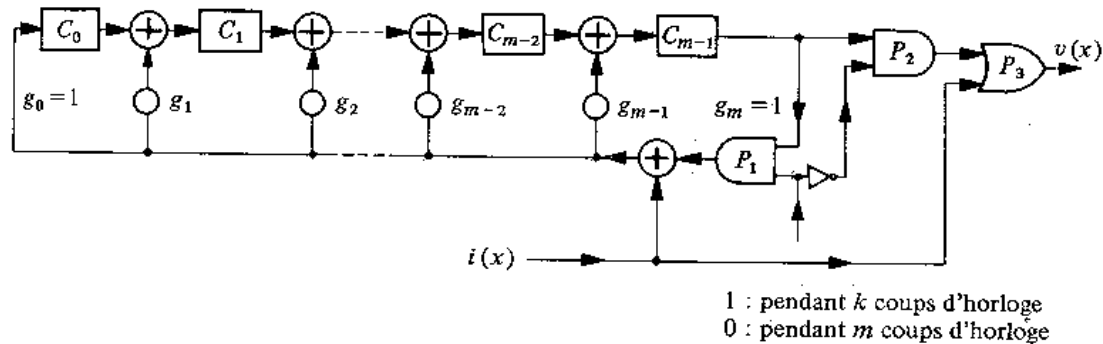 C₀ C₁ Cₘ₋₂ Cₘ₋₁ P₂ P₃ v(x)
g₀ = 1 g₁ g₂ gₘ₋₂ gₘ₋₁ gₘ = 1
P₁
i(x)
1 : pendant k coups d'horloge
0 : pendant m coups d'horloge